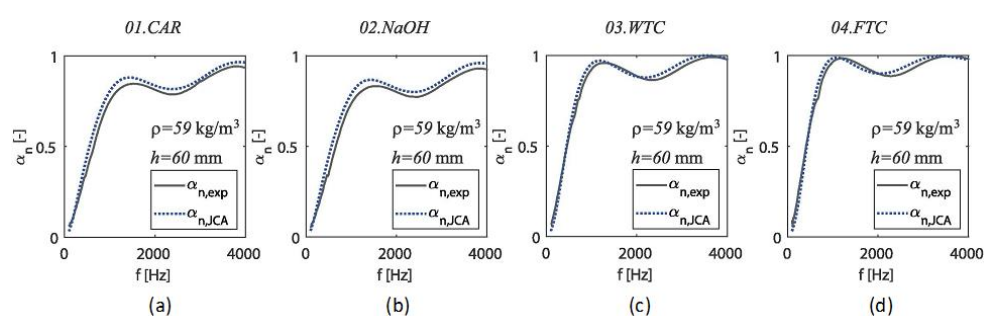 01.CAR
1
0.5
0
αn [-]
ρ=59 kg/m³
h=60 mm
αn,exp
αn,JCA
0 2000 4000
f [Hz]
(a)
02.NaOH
1
0.5
0
αn [-]
ρ=59 kg/m³
h=60 mm
αn,exp
αn,JCA
0 2000 4000
f [Hz]
(b)
03.WTC
1
0.5
0
αn [-]
ρ=59 kg/m³
h=60 mm
αn,exp
αn,JCA
0 2000 4000
f [Hz]
(c)
04.FTC
1
0.5
0
αn [-]
ρ=59 kg/m³
h=60 mm
αn,exp
αn,JCA
0 2000 4000
f [Hz]
(d)